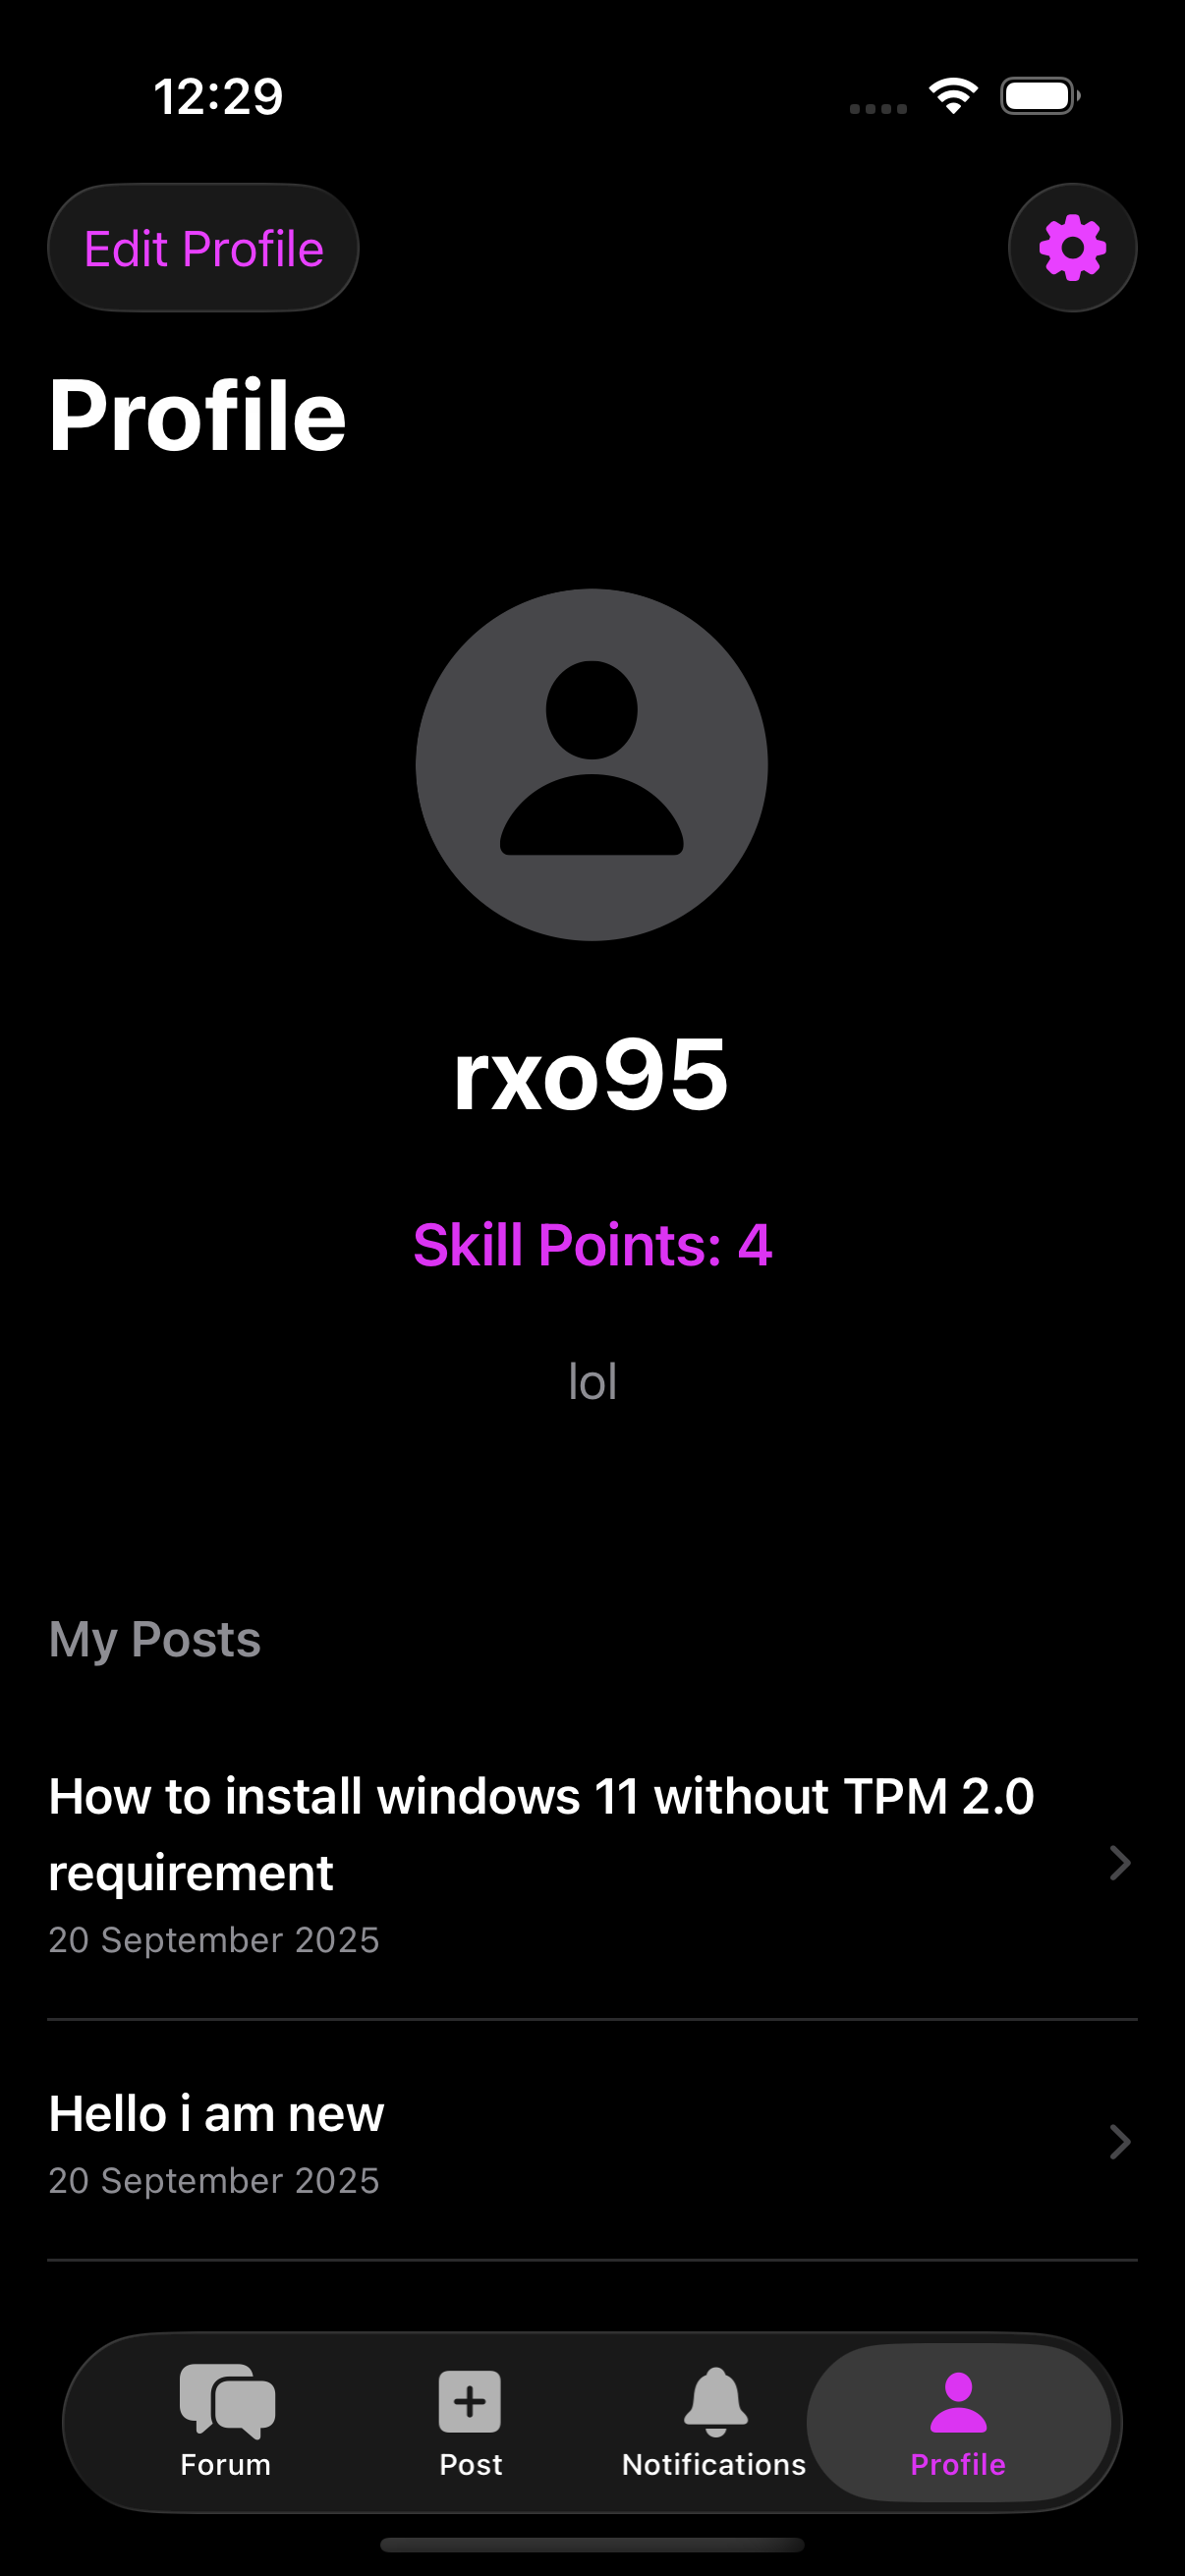 12:29
Edit Profile
Profile
rxo95
Skill Points: 4
lol
My Posts
How to install windows 11 without TPM 2.0
requirement
20 September 2025
Hello i am new
20 September 2025
Forum
Post
Notifications
Profile